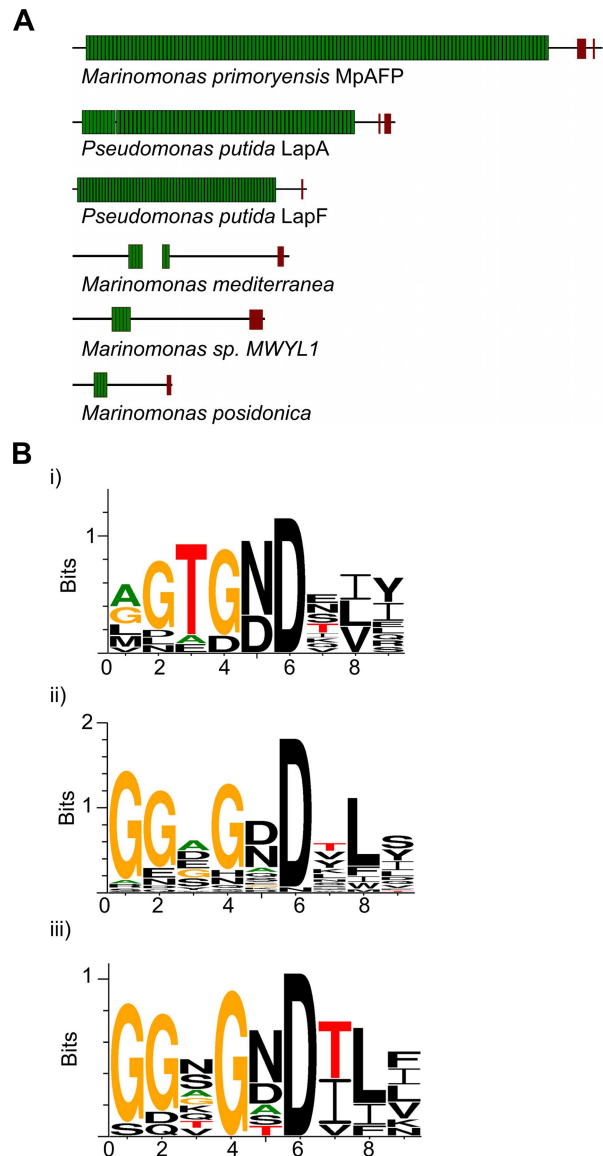 A
Marinomonas primoryensis MpAFP
Pseudomonas putida LapA
Pseudomonas putida LapF
Marinomonas mediterranea
Marinomonas sp. MWYL1
Marinomonas posidonica
B
i)
1
Bits
A G T G N D E I Y
G D A D D N L I
L N E S V E
M T
V
0 2 4 6 8
ii)
2
1
Bits
G G A G D D T L S
E D H N V F Y
N E A Y I I
G W
0 2 4 6 8
iii)
1
Bits
G G N G N D T L F
S D S D I I I
Q A A V L
G S V
K T K
Q N
T
V
0 2 4 6 8